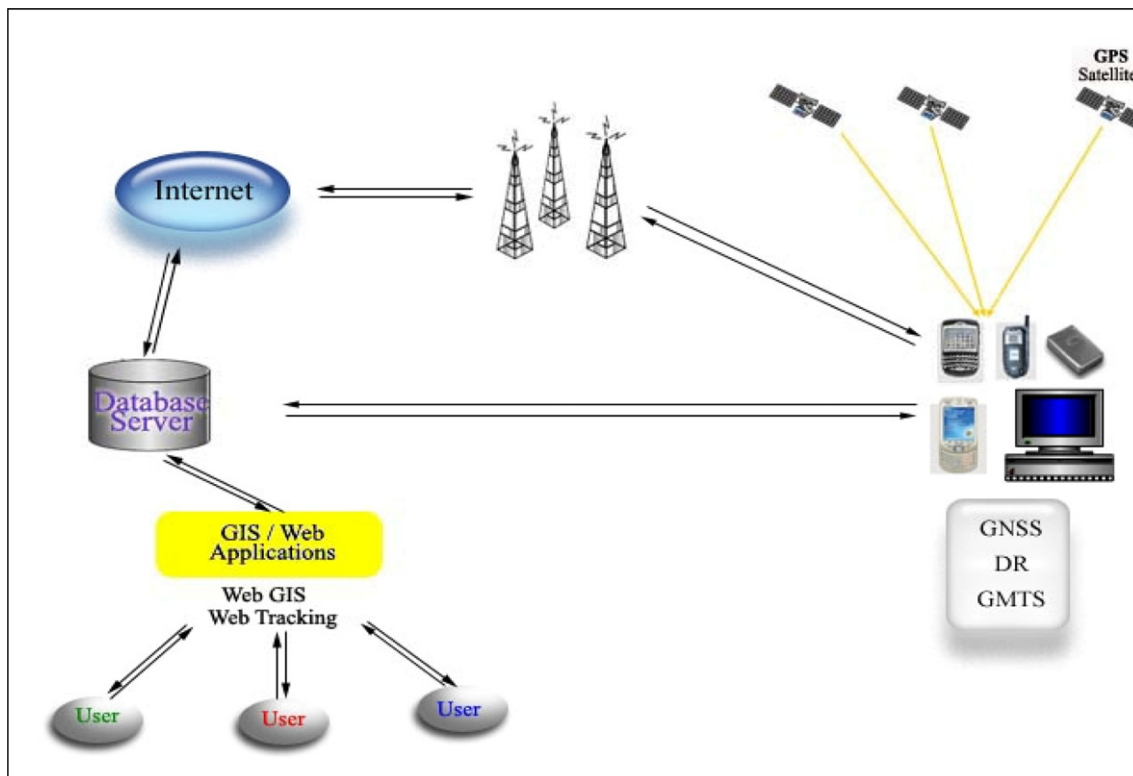 GPS
Satellite
Internet
Database
Server
GIS / Web
Applications
Web GIS
Web Tracking
GNSS
DR
GMTS
User
User
User